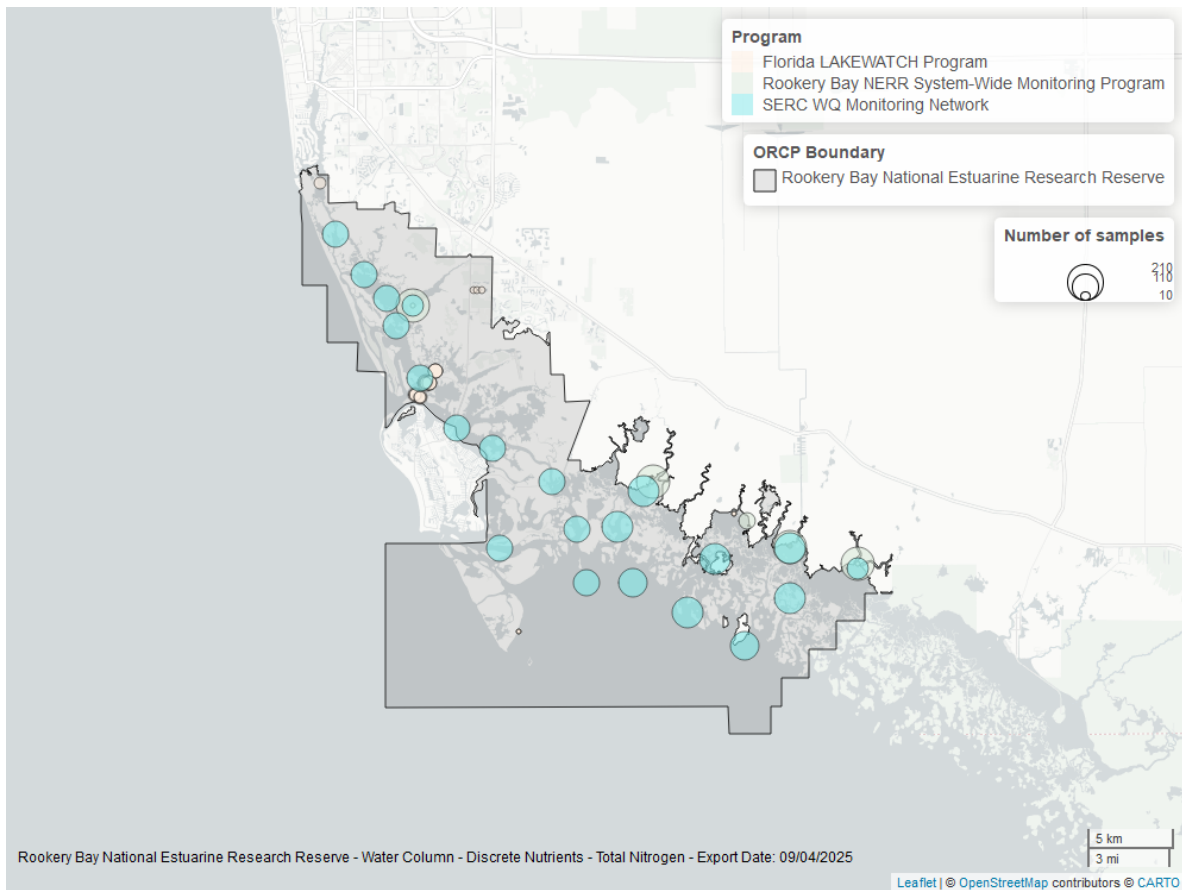 Program
Florida LAKEWATCH Program
Rookery Bay NERR System-Wide Monitoring Program
SERC WQ Monitoring Network
ORCP Boundary
Rookery Bay National Estuarine Research Reserve
Number of samples
210
110
10
5 km
3 mi
Rookery Bay National Estuarine Research Reserve - Water Column - Discrete Nutrients - Total Nitrogen - Export Date: 09/04/2025
Leaflet | © OpenStreetMap contributors © CARTO